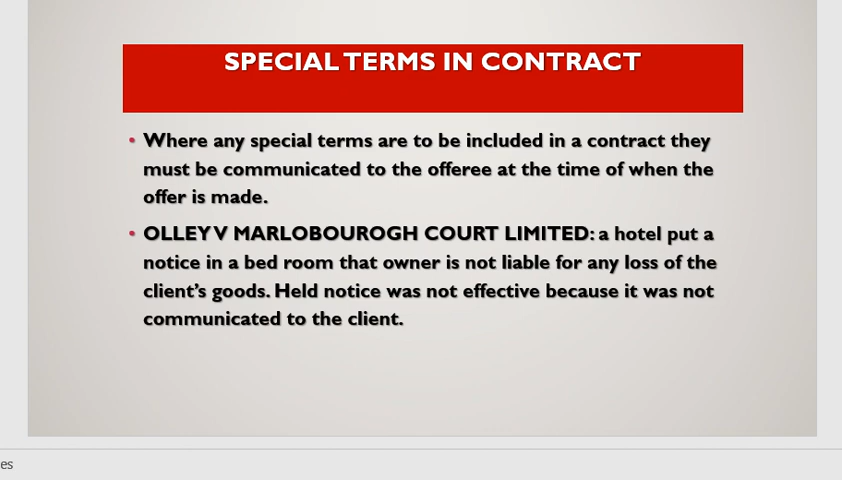 SPECIAL TERMS IN CONTRACT
• Where any special terms are to be included in a contract they
must be communicated to the offeree at the time of when the
offer is made.
• OLLEY V MARLOBOUROGH COURT LIMITED: a hotel put a
notice in a bed room that owner is not liable for any loss of the
client's goods. Held notice was not effective because it was not
communicated to the client.
es